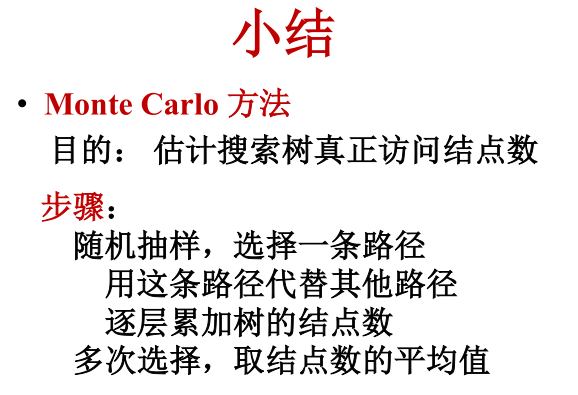 小结
• Monte Carlo 方法
目的： 估计搜索树真正访问结点数
步骤：
随机抽样，选择一条路径
用这条路径代替其他路径
逐层累加树的结点数
多次选择，取结点数的平均值